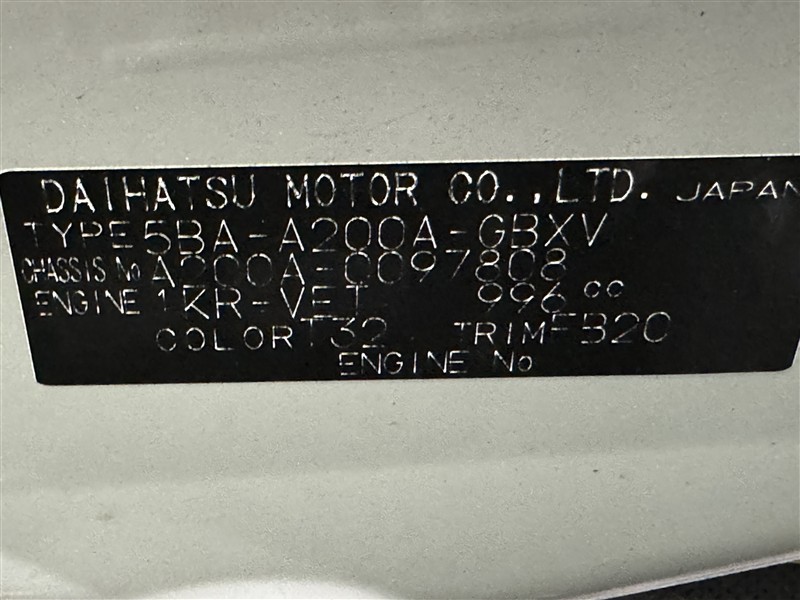 DAIHATSU MOTOR CO.,LTD. JAPAN
TYPE 5BA-A200A-GBXV
CHASSIS No A200A-0097808
ENGINE 1KR-VET 996 cc
COLOR T32 TRIM FB20
ENGINE No